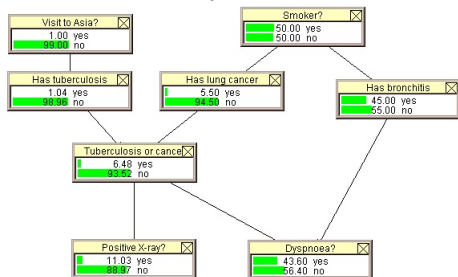 Visit to Asia?
1.00 yes
99.00 no
Smoker?
50.00 yes
50.00 no
Has tuberculosis
1.04 yes
98.96 no
Has lung cancer
5.50 yes
94.50 no
Has bronchitis
45.00 yes
55.00 no
Tuberculosis or cance
6.48 yes
93.52 no
Positive X-ray?
11.03 yes
88.97 no
Dyspnoea?
43.60 yes
56.40 no